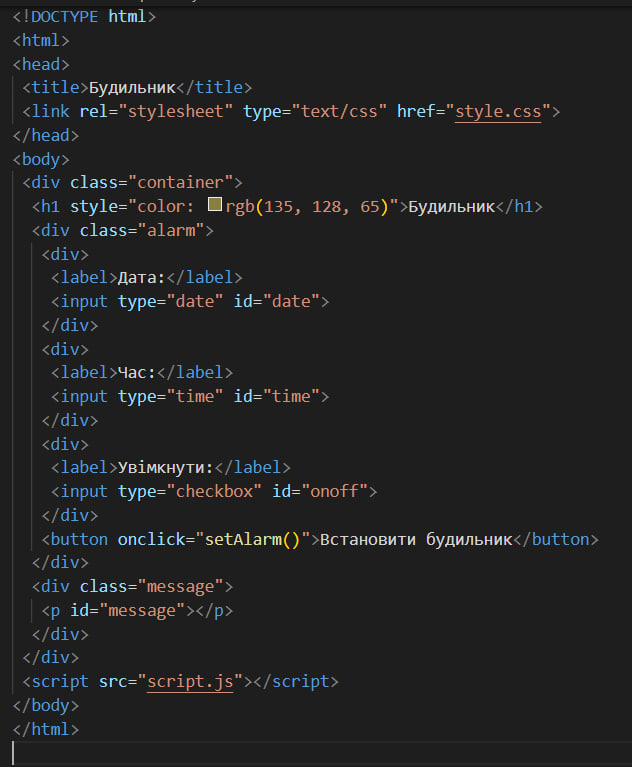 <!DOCTYPE html>
<html>
<head>
<title>Будильник</title>
<link rel="stylesheet" type="text/css" href="style.css">
</head>
<body>
<div class="container">
<h1 style="color: rgb(135, 128, 65)">Будильник</h1>
<div class="alarm">
<div>
<label>Дата:</label>
<input type="date" id="date">
</div>
<div>
<label>Час:</label>
<input type="time" id="time">
</div>
<div>
<label>Увімкнути:</label>
<input type="checkbox" id="onoff">
</div>
<button onclick="setAlarm()">Встановити будильник</button>
</div>
<div class="message">
<p id="message"></p>
</div>
</div>
<script src="script.js"></script>
</body>
</html>